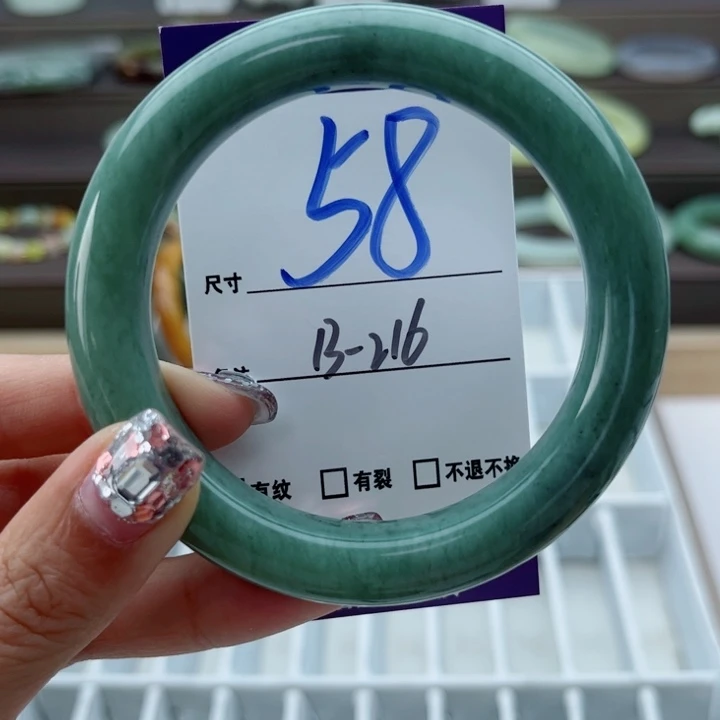 尺寸 58
13-216
有纹 □有裂 □不退不换